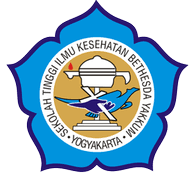 SEKOLAH TINGGI ILMU KESEHATAN BETHESDA YAKKUM
• YOGYAKARTA •